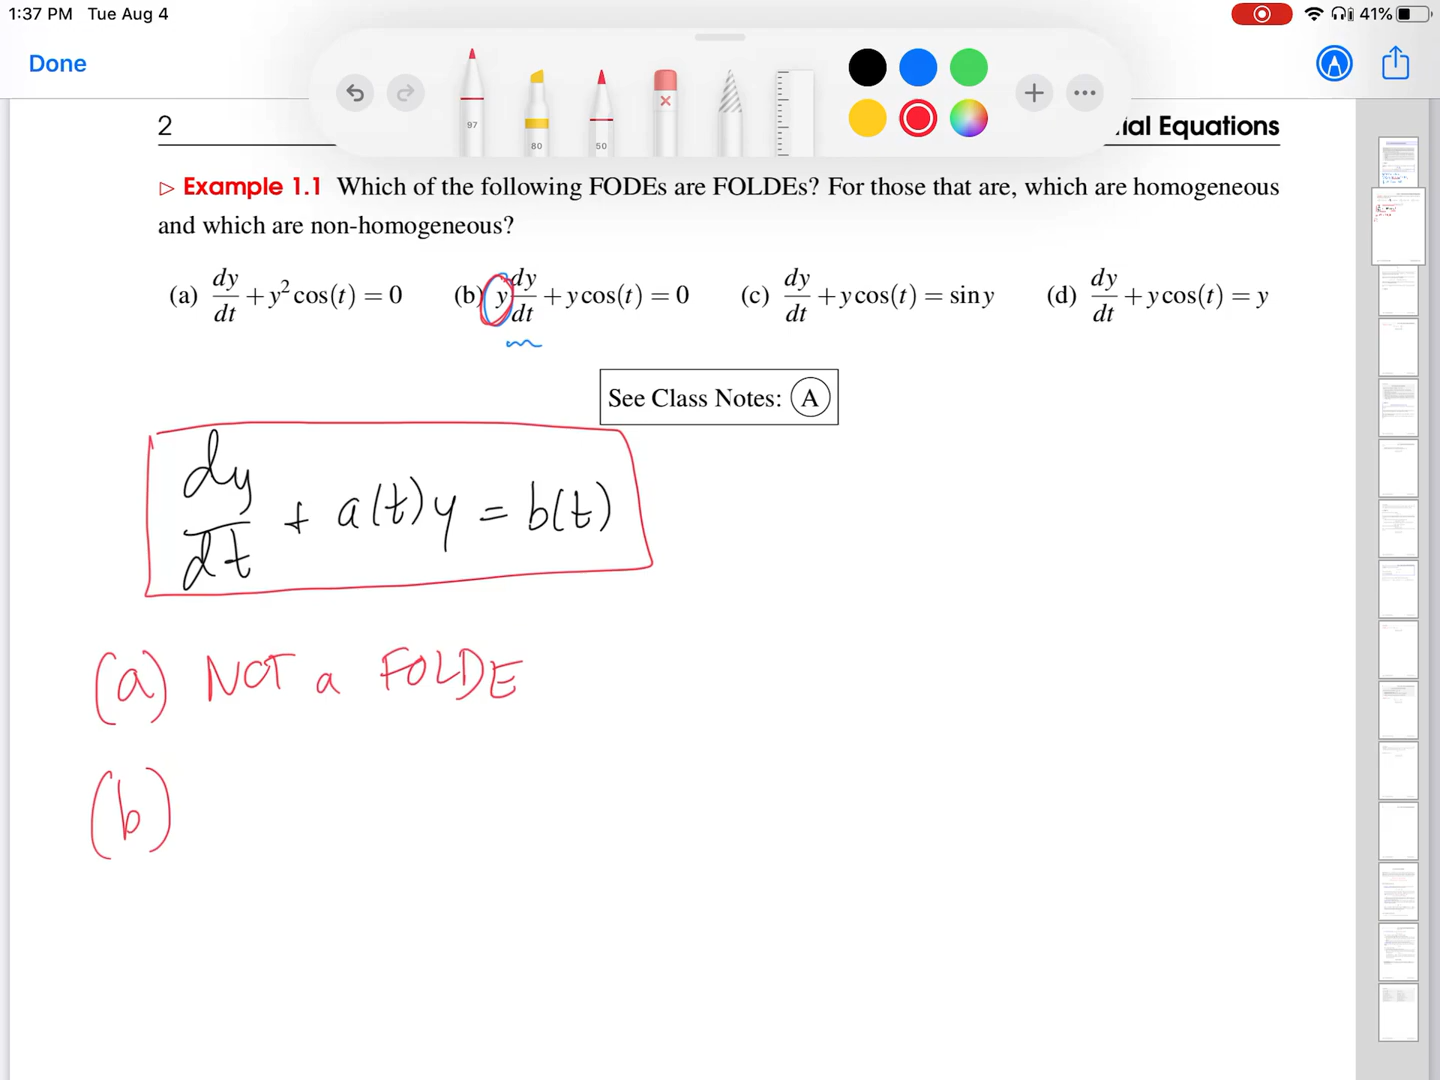 1:37 PM Tue Aug 4 41%
Done
97 80 50
2 ial Equations
▷ Example 1.1 Which of the following FODEs are FOLDEs? For those that are, which are homogeneous
and which are non-homogeneous?
(a) dy/dt + y² cos(t) = 0 (b) y dy/dt + y cos(t) = 0 (c) dy/dt + y cos(t) = sin y (d) dy/dt + y cos(t) = y
See Class Notes: A
dy/dt + a(t)y = b(t)
(a) NOT a FOLDE
(b)